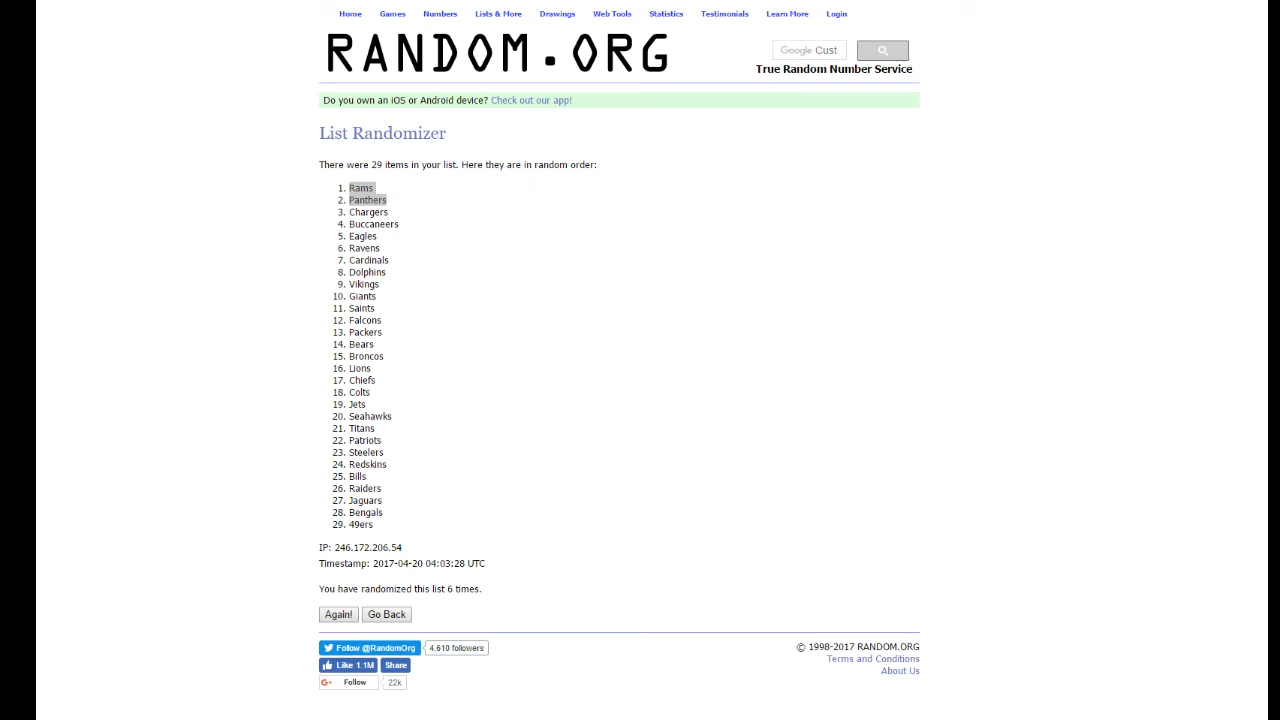 Home Games Numbers Lists & More Drawings Web Tools Statistics Testimonials Learn More Login
RANDOM.ORG
Google Cust
True Random Number Service
Do you own an iOS or Android device? Check out our app!
List Randomizer
There were 29 items in your list. Here they are in random order:
1. Rams
2. Panthers
3. Chargers
4. Buccaneers
5. Eagles
6. Ravens
7. Cardinals
8. Dolphins
9. Vikings
10. Giants
11. Saints
12. Falcons
13. Packers
14. Bears
15. Broncos
16. Lions
17. Chiefs
18. Colts
19. Jets
20. Seahawks
21. Titans
22. Patriots
23. Steelers
24. Redskins
25. Bills
26. Raiders
27. Jaguars
28. Bengals
29. 49ers
IP: 246.172.206.54
Timestamp: 2017-04-20 04:03:28 UTC
You have randomized this list 6 times.
Again! Go Back
Follow @RandomOrg 4,610 followers
Like 1.1M Share
G+ Follow 22k
© 1998-2017 RANDOM.ORG
Terms and Conditions
About Us